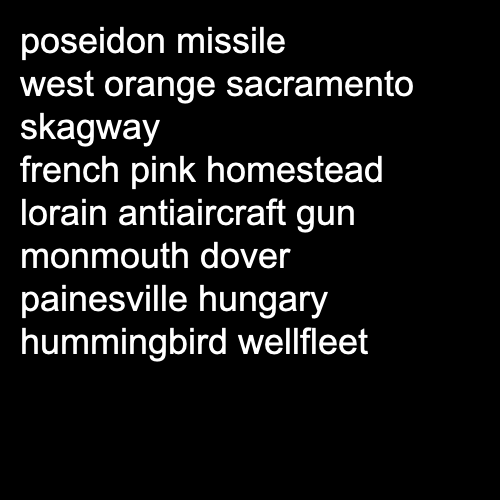 poseidon missile
west orange sacramento
skagway
french pink homestead
lorain antiaircraft gun
monmouth dover
painesville hungary
hummingbird wellfleet